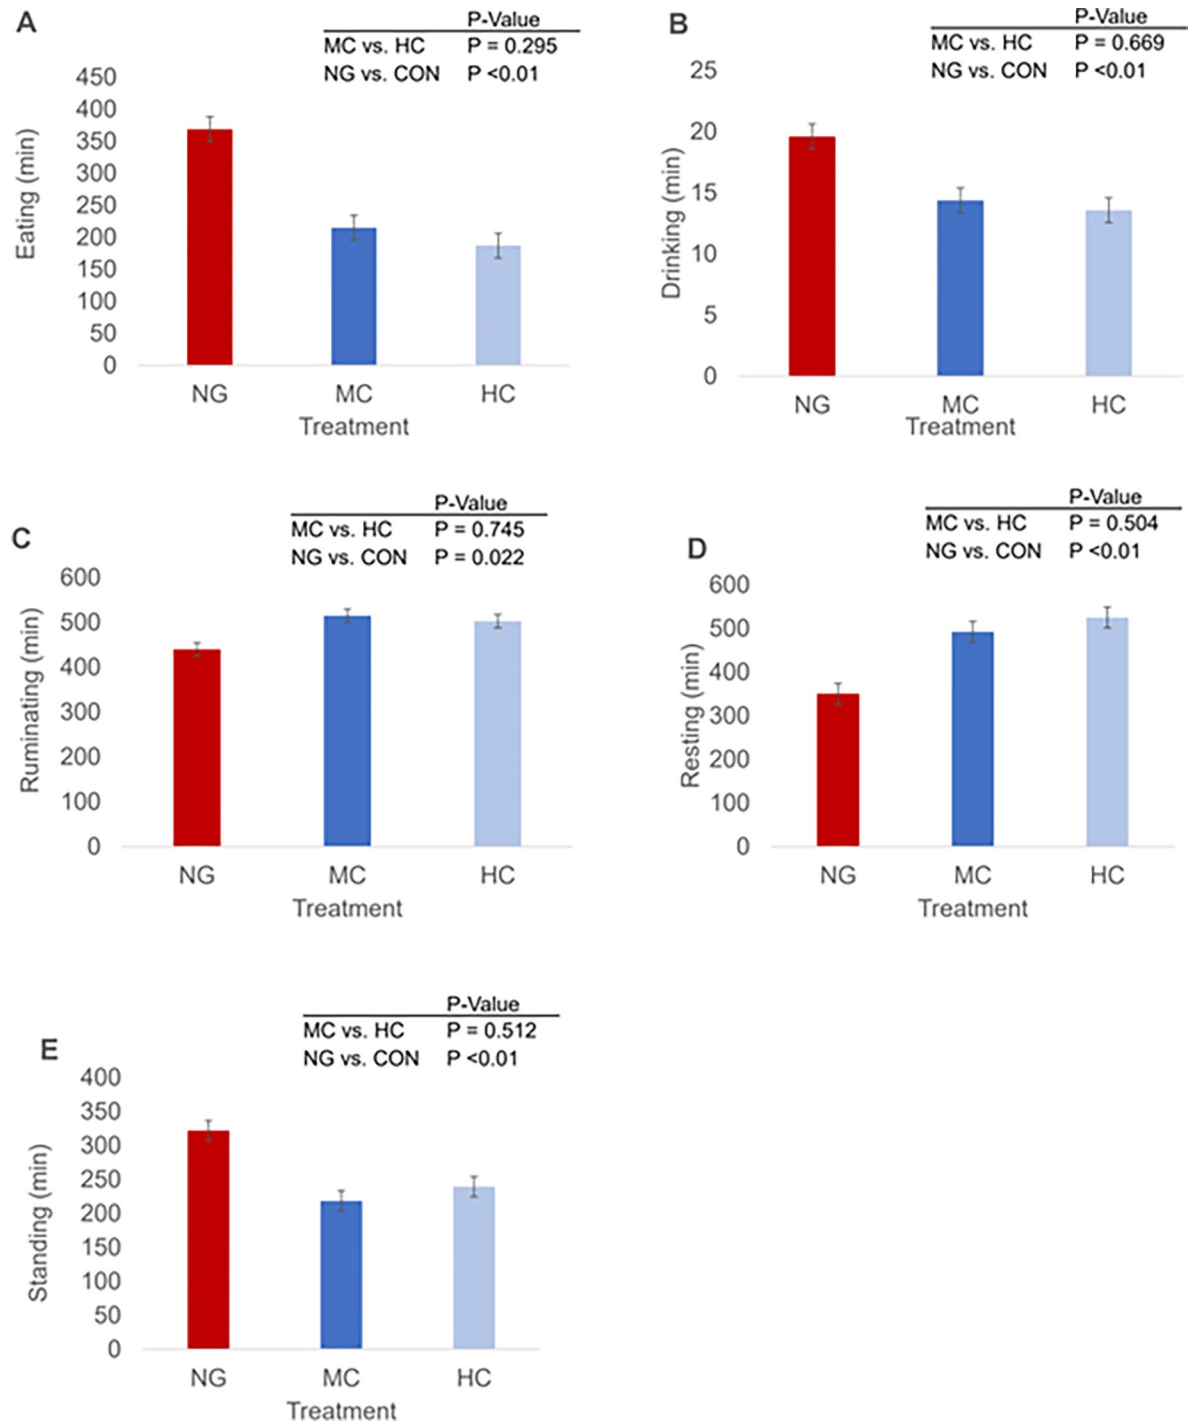 A
P-Value
MC vs. HC P = 0.295
NG vs. CON P <0.01
450
400
350
300
250
200
150
100
50
0
Eating (min)
NG MC HC
Treatment
B
P-Value
MC vs. HC P = 0.669
NG vs. CON P <0.01
25
20
15
10
5
0
Drinking (min)
NG MC HC
Treatment
C
P-Value
MC vs. HC P = 0.745
NG vs. CON P = 0.022
600
500
400
300
200
100
0
Ruminating (min)
NG MC HC
Treatment
D
P-Value
MC vs. HC P = 0.504
NG vs. CON P <0.01
600
500
400
300
200
100
0
Resting (min)
NG MC HC
Treatment
E
P-Value
MC vs. HC P = 0.512
NG vs. CON P <0.01
400
350
300
250
200
150
100
50
0
Standing (min)
NG MC HC
Treatment